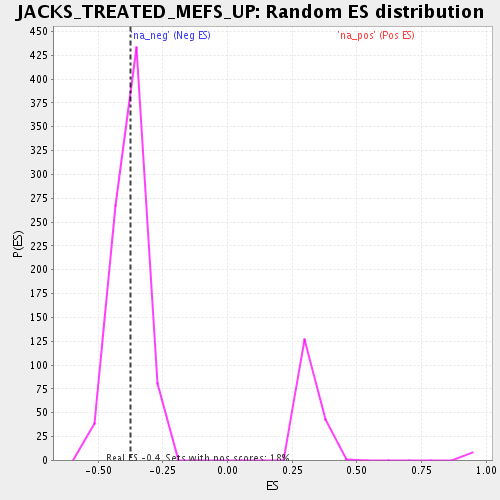 JACKS_TREATED_MEFS_UP: Random ES distribution
'na_neg' (Neg ES)
'na_pos' (Pos ES)
450
425
400
375
350
325
300
275
250
225
200
175
150
125
100
75
50
25
0
P(ES)
Real ES -0.4, Sets with pos scores: 18%
-0.50 -0.25 0.00 0.25 0.50 0.75 1.00
ES